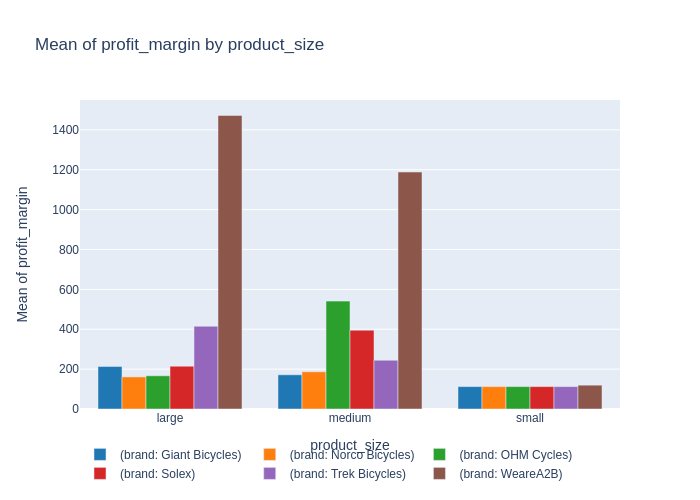 Mean of profit_margin by product_size
Mean of profit_margin
1400
1200
1000
800
600
400
200
0
large medium small
product_size
(brand: Giant Bicycles) (brand: Norco Bicycles) (brand: OHM Cycles)
(brand: Solex) (brand: Trek Bicycles) (brand: WeareA2B)